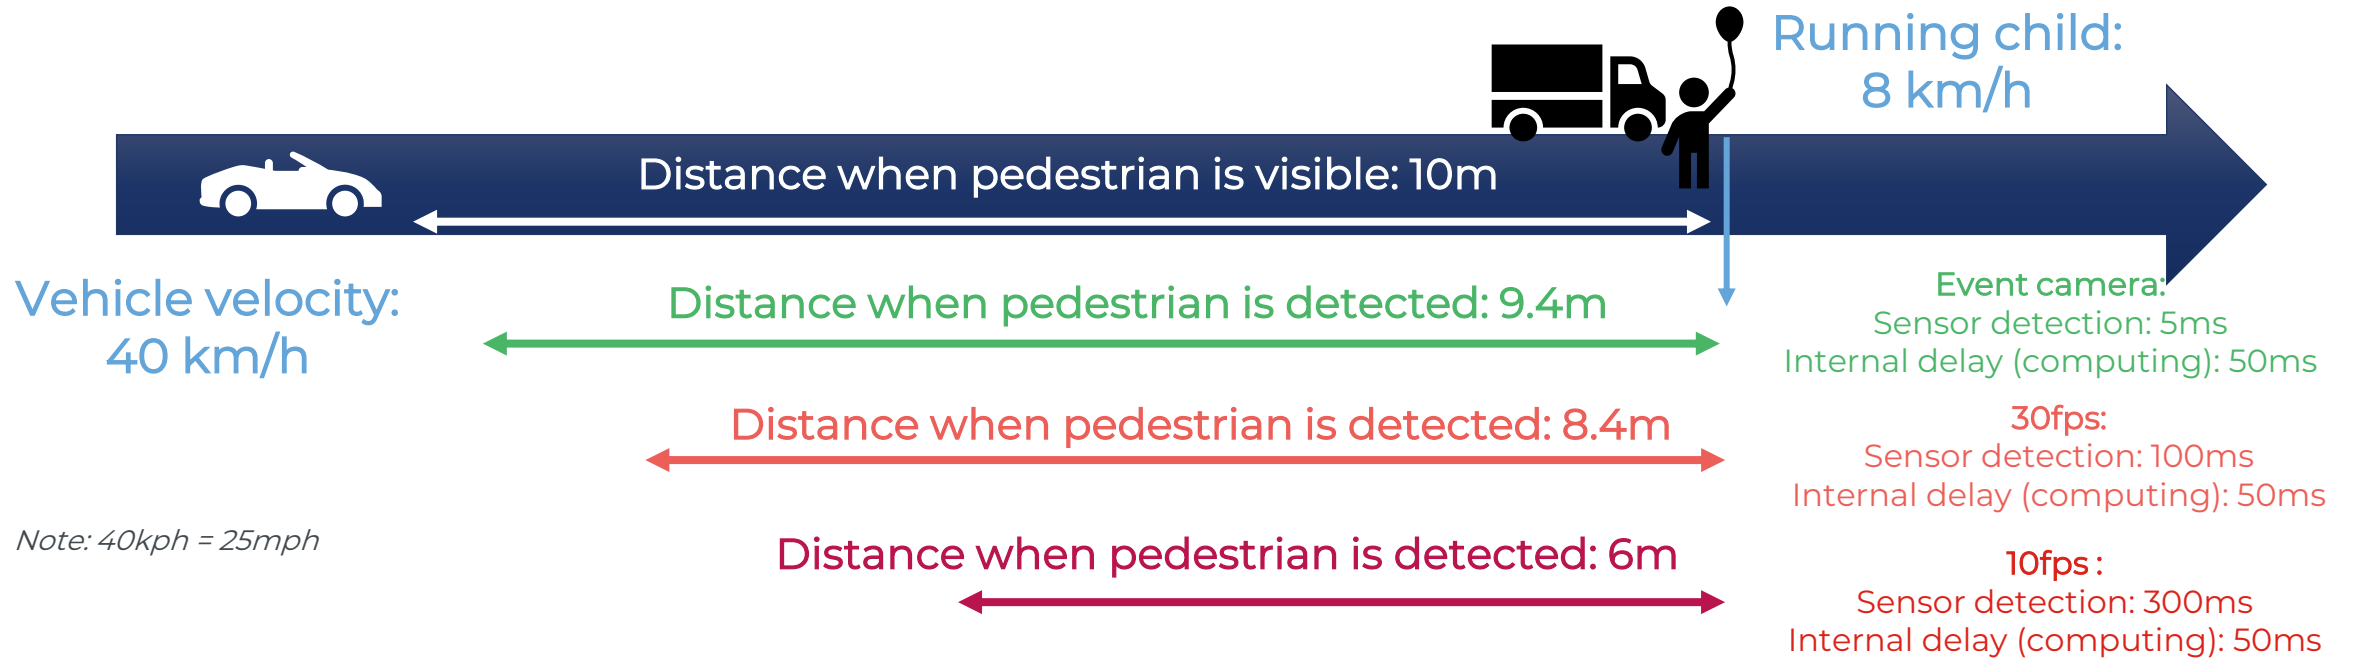 Running child:
8 km/h
Distance when pedestrian is visible: 10m
Vehicle velocity:
40 km/h
Distance when pedestrian is detected: 9.4m
Event camera:
Sensor detection: 5ms
Internal delay (computing): 50ms
Distance when pedestrian is detected: 8.4m
30fps:
Sensor detection: 100ms
Internal delay (computing): 50ms
Note: 40kph = 25mph
Distance when pedestrian is detected: 6m
10fps :
Sensor detection: 300ms
Internal delay (computing): 50ms